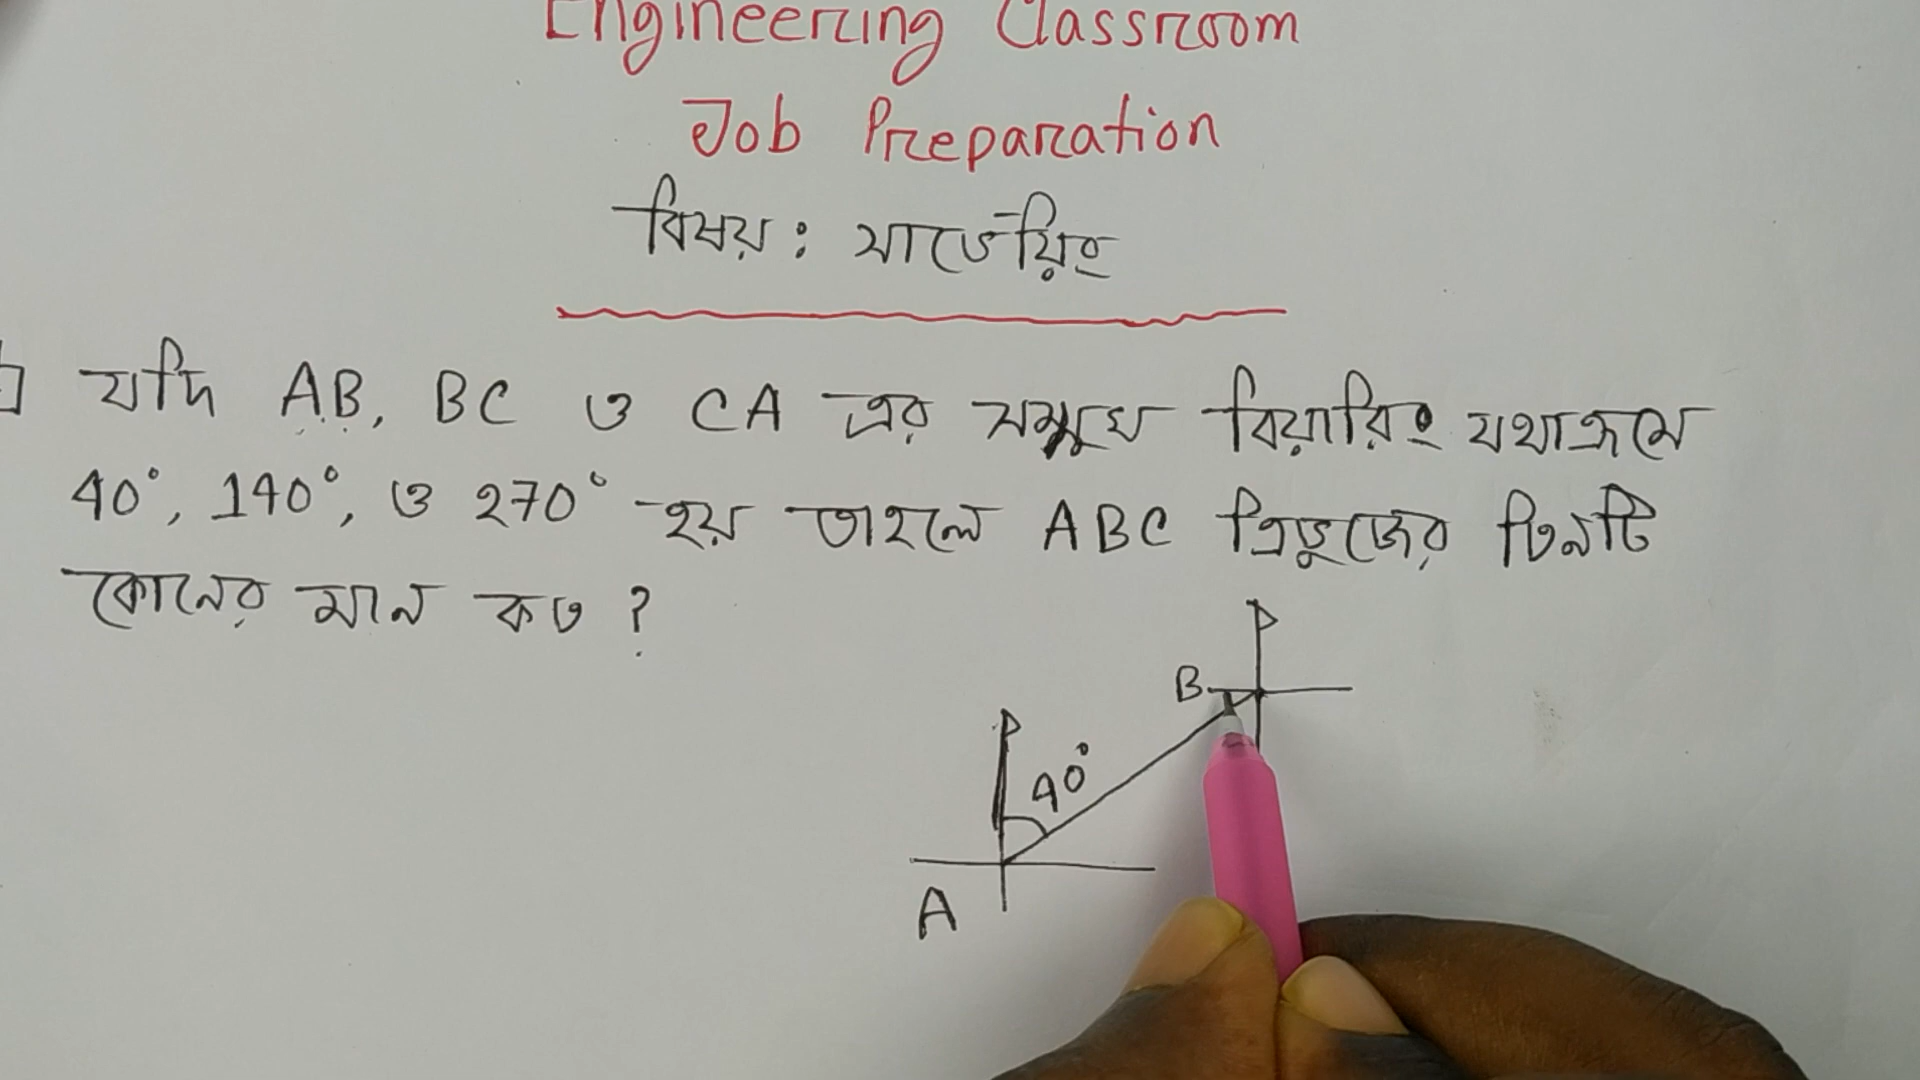 Engineering Classroom
Job Preparation
বিষয় : সার্ভেয়িং
যদি AB, BC ও CA এর সম্মুখ বিয়ারিং যথাক্রমে
40°, 140°, ও 270° হয় তাহলে ABC ত্রিভুজের তিনটি
কোনের মান কত ?
B
40°
A